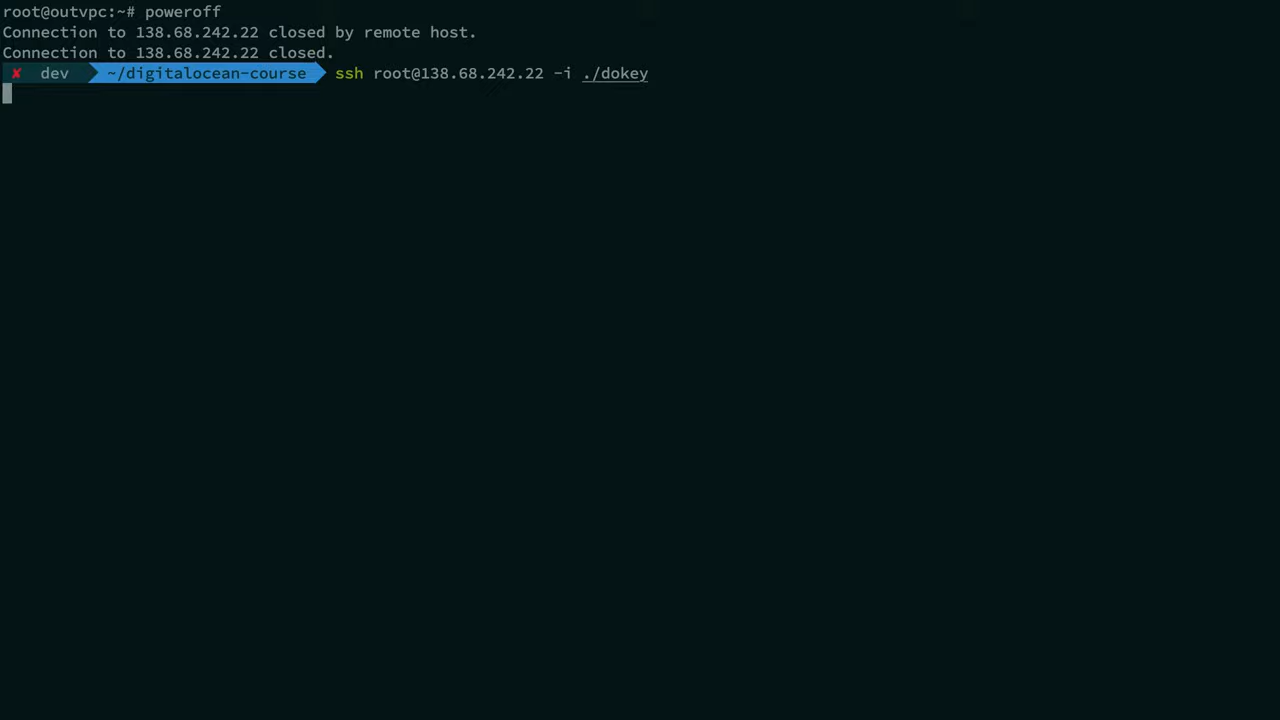 root@outvpc:~# poweroff
Connection to 138.68.242.22 closed by remote host.
Connection to 138.68.242.22 closed.
✘ dev ~/digitalocean-course ssh root@138.68.242.22 -i ./dokey